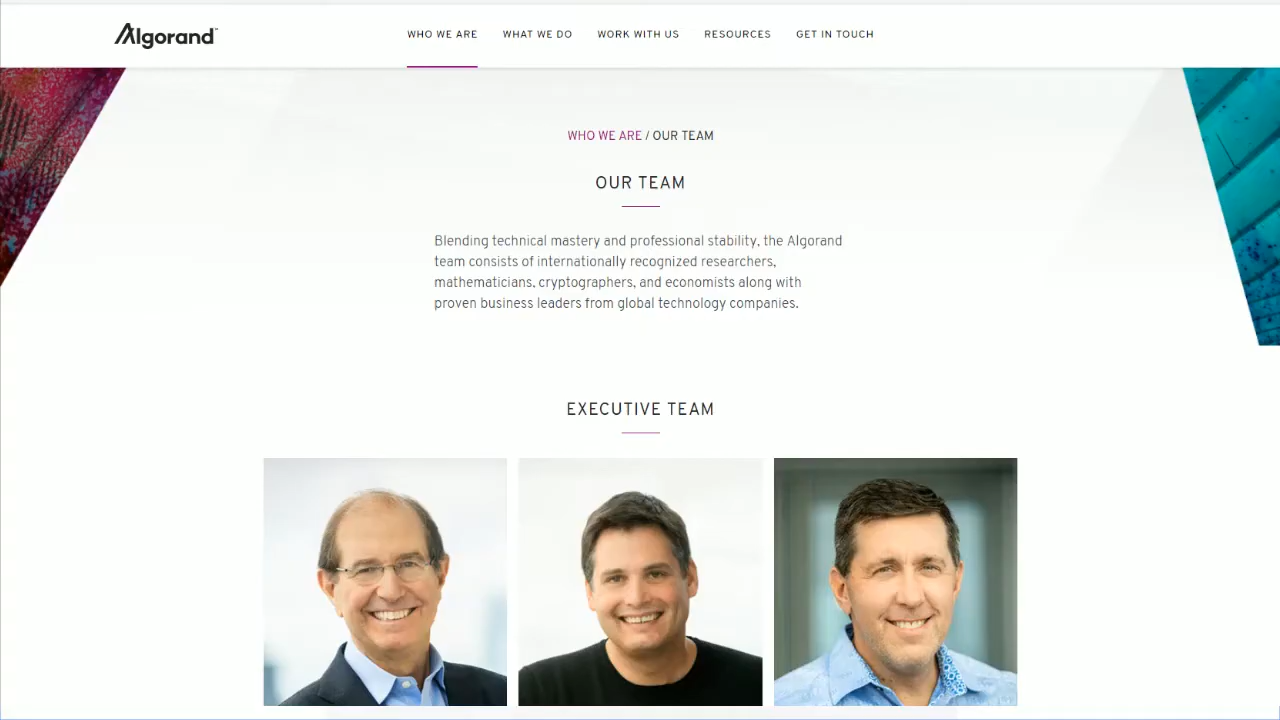 Algorand
WHO WE ARE WHAT WE DO WORK WITH US RESOURCES GET IN TOUCH
WHO WE ARE / OUR TEAM
OUR TEAM
Blending technical mastery and professional stability, the Algorand
team consists of internationally recognized researchers,
mathematicians, cryptographers, and economists along with
proven business leaders from global technology companies.
EXECUTIVE TEAM